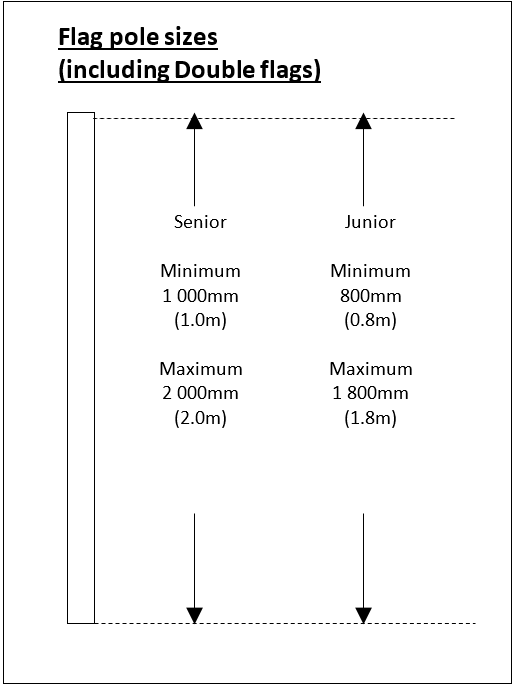 Flag pole sizes
(including Double flags)
Senior
Minimum
1 000mm
(1.0m)
Maximum
2 000mm
(2.0m)
Junior
Minimum
800mm
(0.8m)
Maximum
1 800mm
(1.8m)